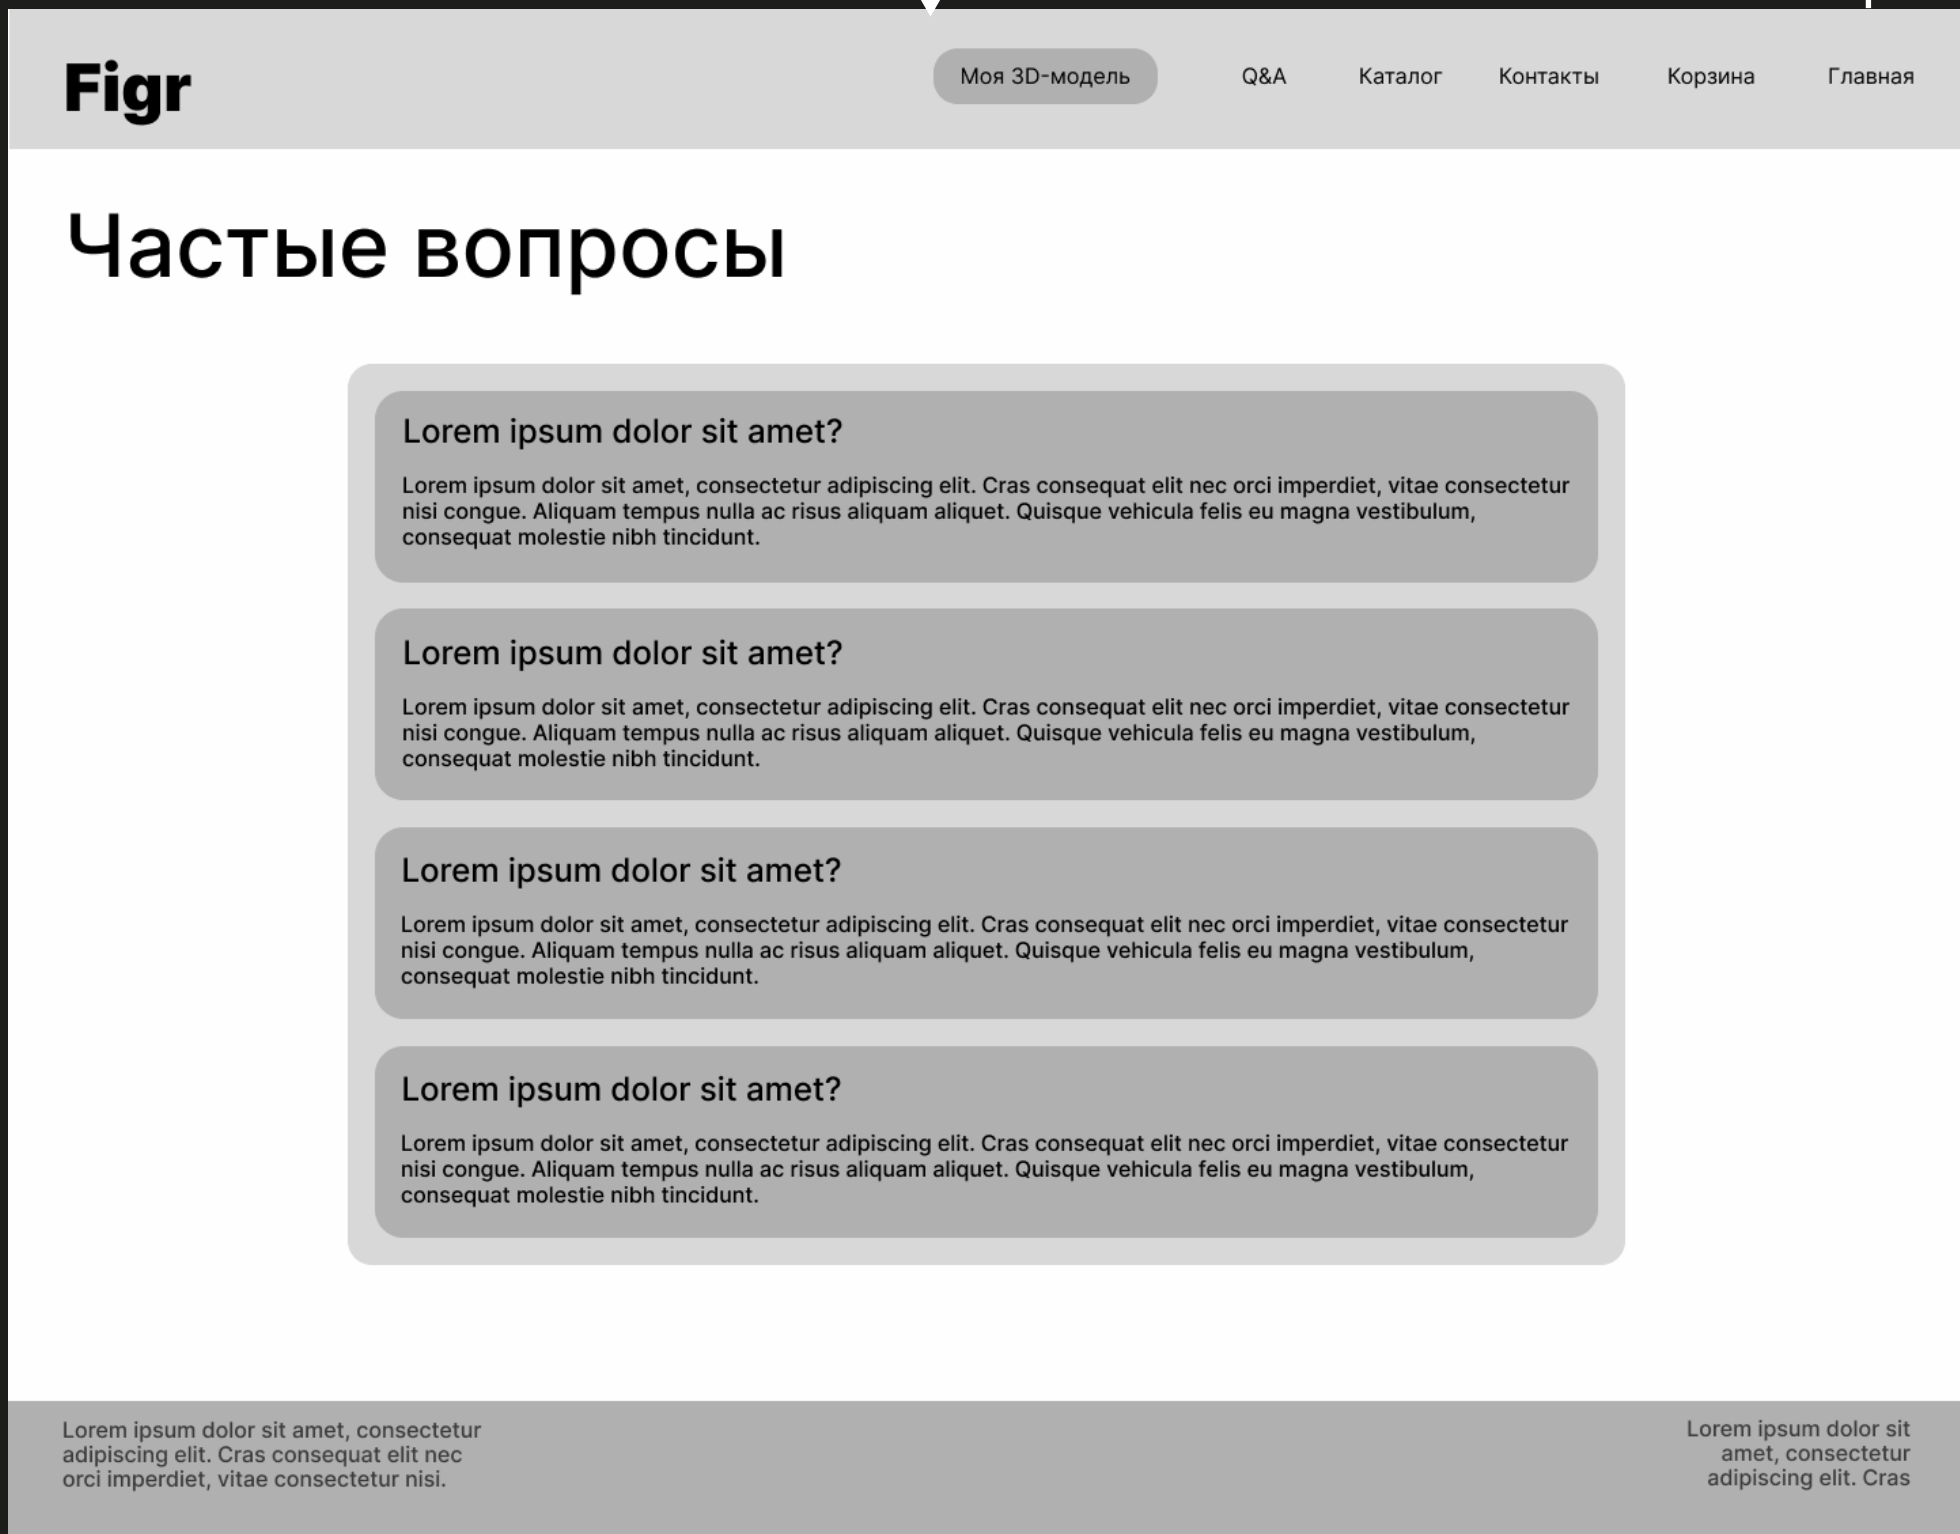 Figr
Моя 3D-модель
Q&A
Каталог
Контакты
Корзина
Главная
Частые вопросы
Lorem ipsum dolor sit amet?
Lorem ipsum dolor sit amet, consectetur adipiscing elit. Cras consequat elit nec orci imperdiet, vitae consectetur
nisi congue. Aliquam tempus nulla ac risus aliquam aliquet. Quisque vehicula felis eu magna vestibulum,
consequat molestie nibh tincidunt.
Lorem ipsum dolor sit amet?
Lorem ipsum dolor sit amet, consectetur adipiscing elit. Cras consequat elit nec orci imperdiet, vitae consectetur
nisi congue. Aliquam tempus nulla ac risus aliquam aliquet. Quisque vehicula felis eu magna vestibulum,
consequat molestie nibh tincidunt.
Lorem ipsum dolor sit amet?
Lorem ipsum dolor sit amet, consectetur adipiscing elit. Cras consequat elit nec orci imperdiet, vitae consectetur
nisi congue. Aliquam tempus nulla ac risus aliquam aliquet. Quisque vehicula felis eu magna vestibulum,
consequat molestie nibh tincidunt.
Lorem ipsum dolor sit amet?
Lorem ipsum dolor sit amet, consectetur adipiscing elit. Cras consequat elit nec orci imperdiet, vitae consectetur
nisi congue. Aliquam tempus nulla ac risus aliquam aliquet. Quisque vehicula felis eu magna vestibulum,
consequat molestie nibh tincidunt.
Lorem ipsum dolor sit amet, consectetur
adipiscing elit. Cras consequat elit nec
orci imperdiet, vitae consectetur nisi.
Lorem ipsum dolor sit
amet, consectetur
adipiscing elit. Cras